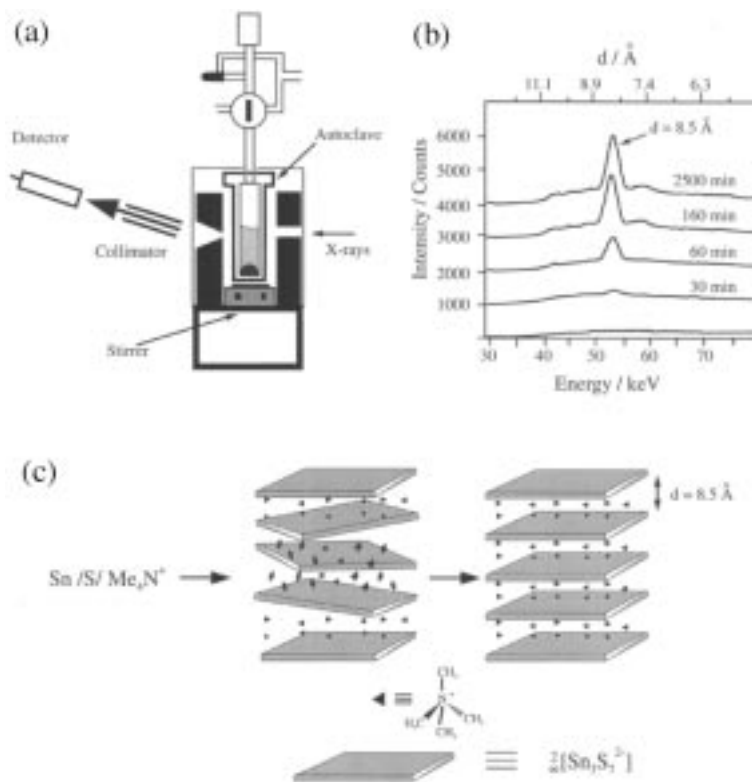 (a)
Detector
Autoclave
Collimator
X-rays
Stirrer
(b)
d / Å
11.1 8.9 7.4 6.3
d = 8.5 Å
6000
5000
4000
3000
2000
1000
Intensity / Counts
2500 min
160 min
60 min
30 min
30 40 50 60 70
Energy / keV
(c)
d = 8.5 Å
Sn /S/ Me₄N⁺
CH₃
N⁺
H₃C
CH₃
CH₃